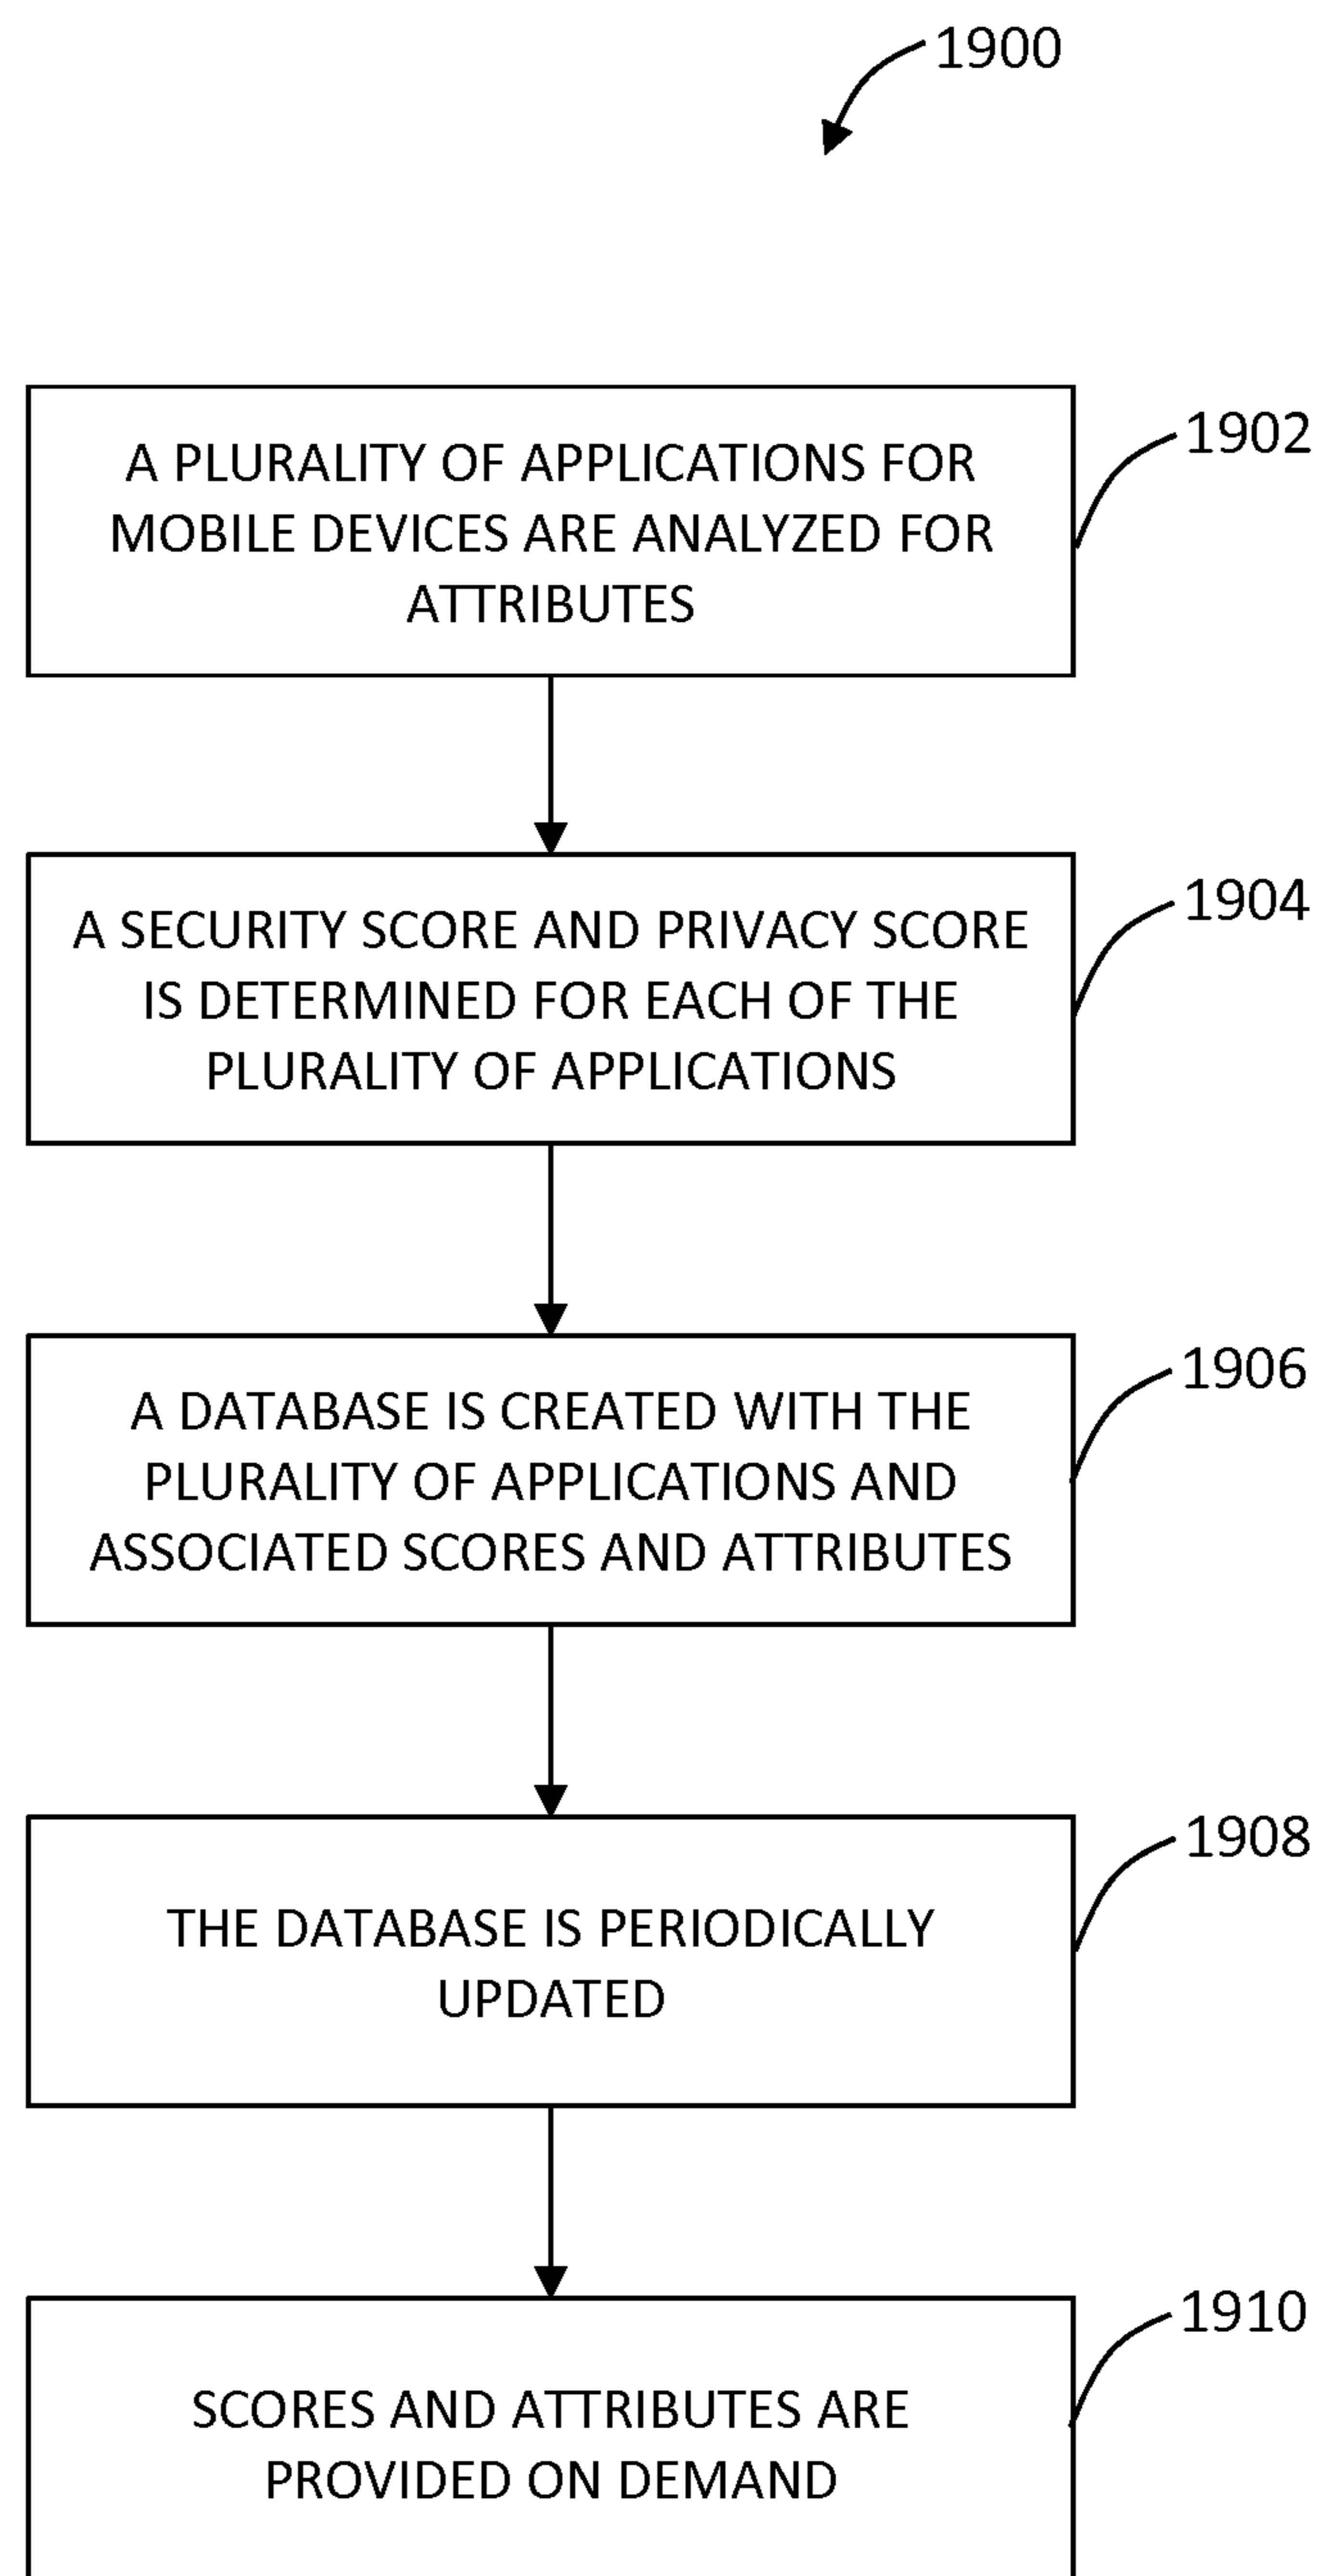 1900
A PLURALITY OF APPLICATIONS FOR
MOBILE DEVICES ARE ANALYZED FOR
ATTRIBUTES
1902
A SECURITY SCORE AND PRIVACY SCORE
IS DETERMINED FOR EACH OF THE
PLURALITY OF APPLICATIONS
1904
A DATABASE IS CREATED WITH THE
PLURALITY OF APPLICATIONS AND
ASSOCIATED SCORES AND ATTRIBUTES
1906
THE DATABASE IS PERIODICALLY
UPDATED
1908
SCORES AND ATTRIBUTES ARE
PROVIDED ON DEMAND
1910